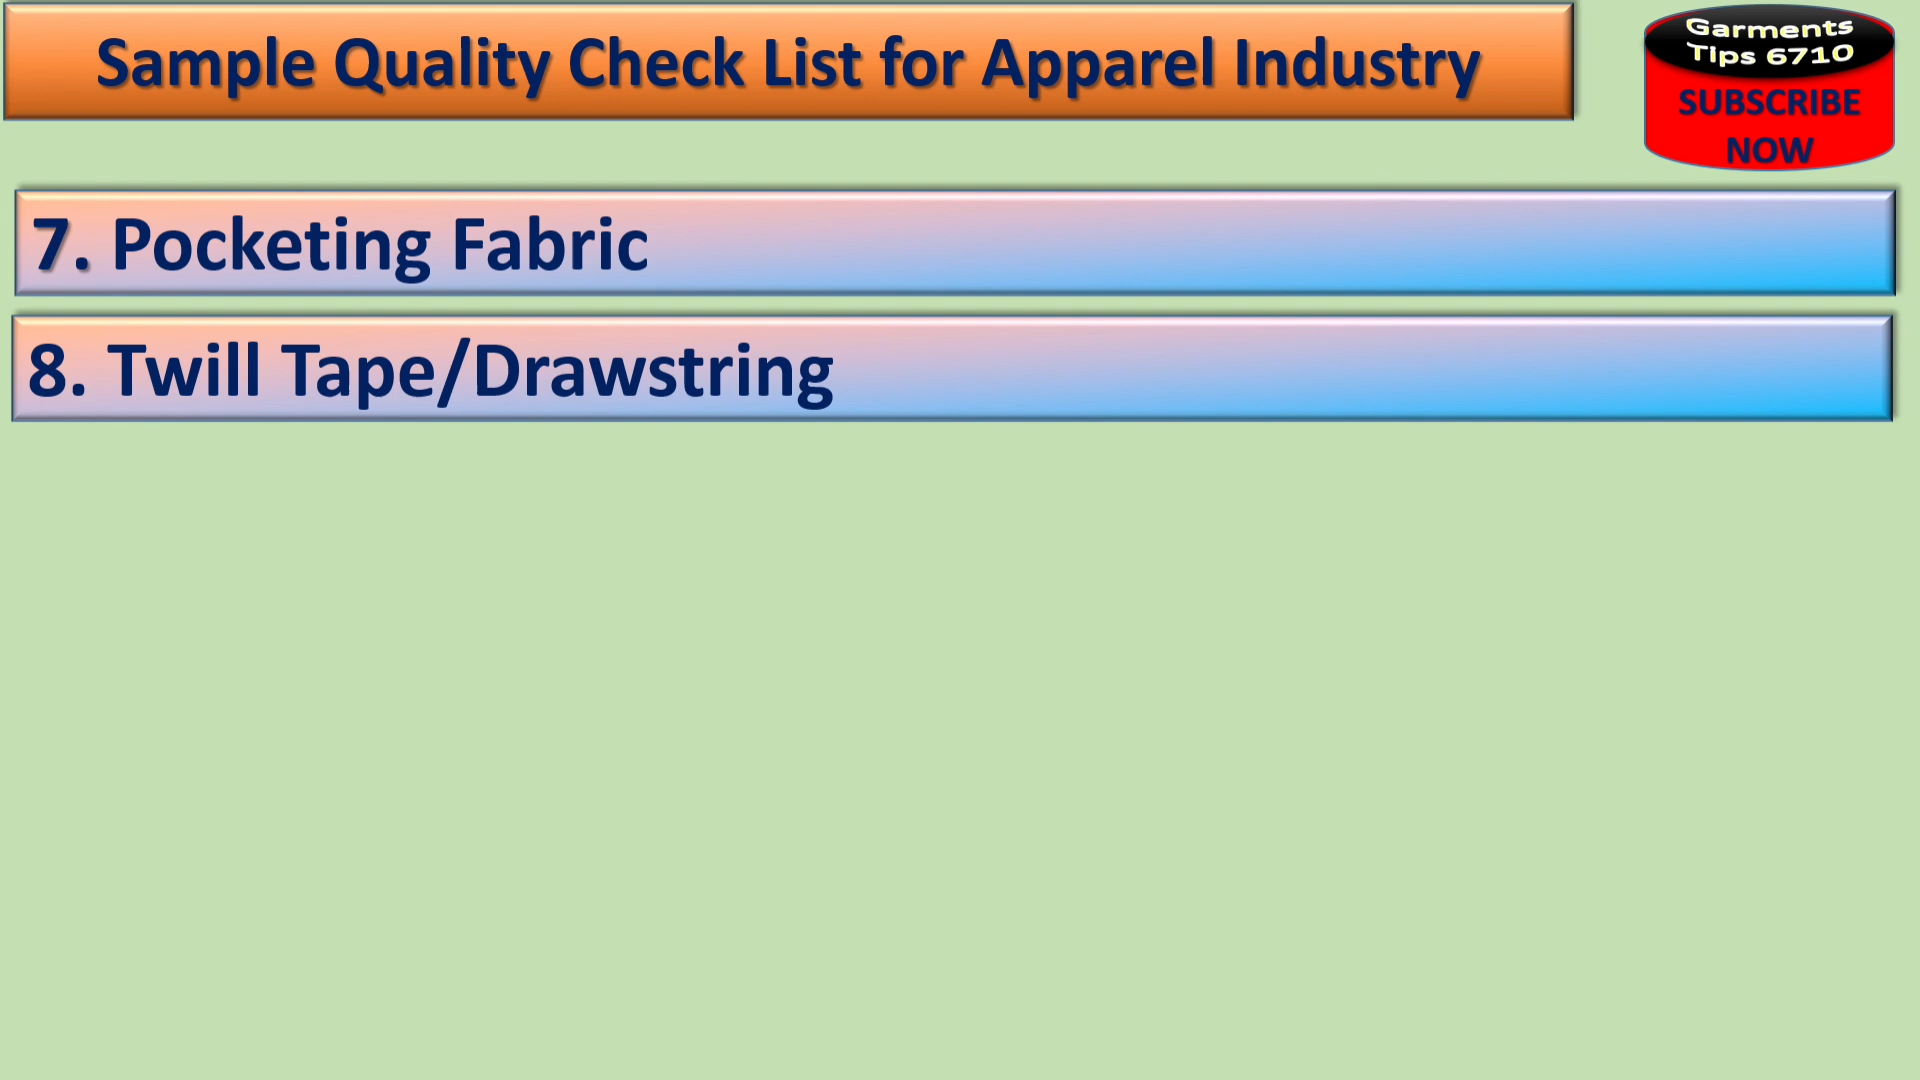 Sample Quality Check List for Apparel Industry
Garments
Tips 6710
SUBSCRIBE
NOW
7. Pocketing Fabric
8. Twill Tape/Drawstring